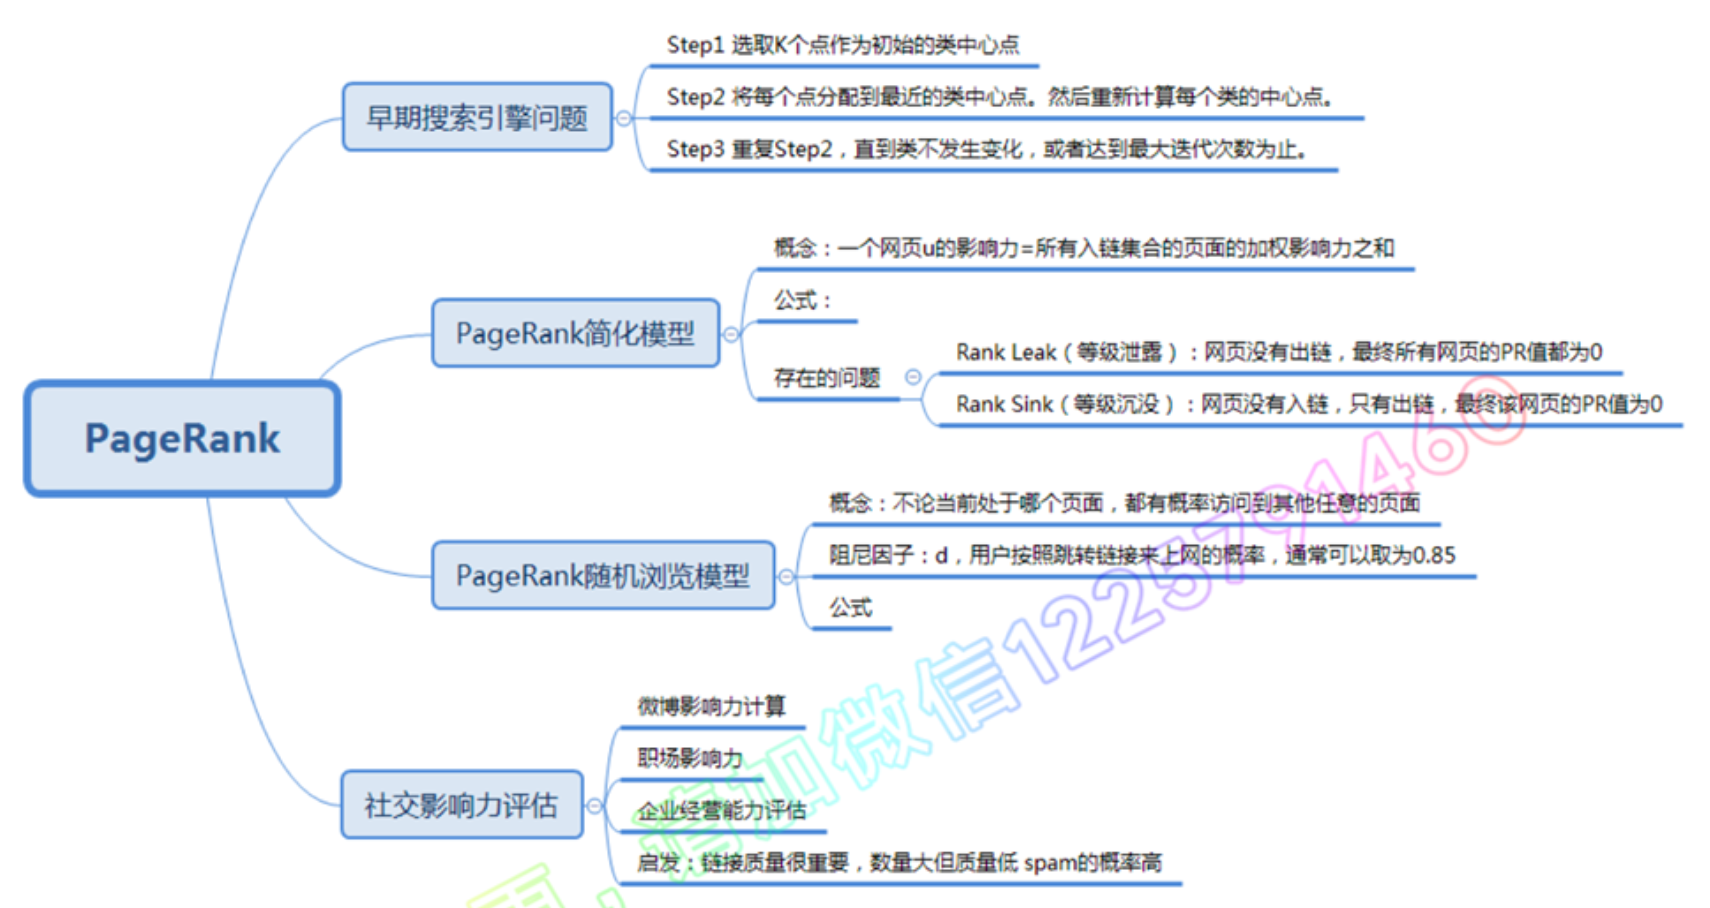 Step1 选取K个点作为初始的类中心点
早期搜索引擎问题
Step2 将每个点分配到最近的类中心点。然后重新计算每个类的中心点。
Step3 重复Step2，直到类不发生变化，或者达到最大迭代次数为止。
概念：一个网页u的影响力=所有入链集合的页面的加权影响力之和
PageRank简化模型
公式：
存在的问题
Rank Leak（等级泄露）：网页没有出链，最终所有网页的PR值都为0
Rank Sink（等级沉没）：网页没有入链，只有出链，最终该网页的PR值为0
PageRank
概念：不论当前处于哪个页面，都有概率访问到其他任意的页面
PageRank随机浏览模型
阻尼因子：d，用户按照跳转链接来上网的概率，通常可以取为0.85
公式
微博影响力计算
社交影响力评估
职场影响力
企业经营能力评估
启发：链接质量很重要，数量大但质量低 spam的概率高
，请加微信1225791460